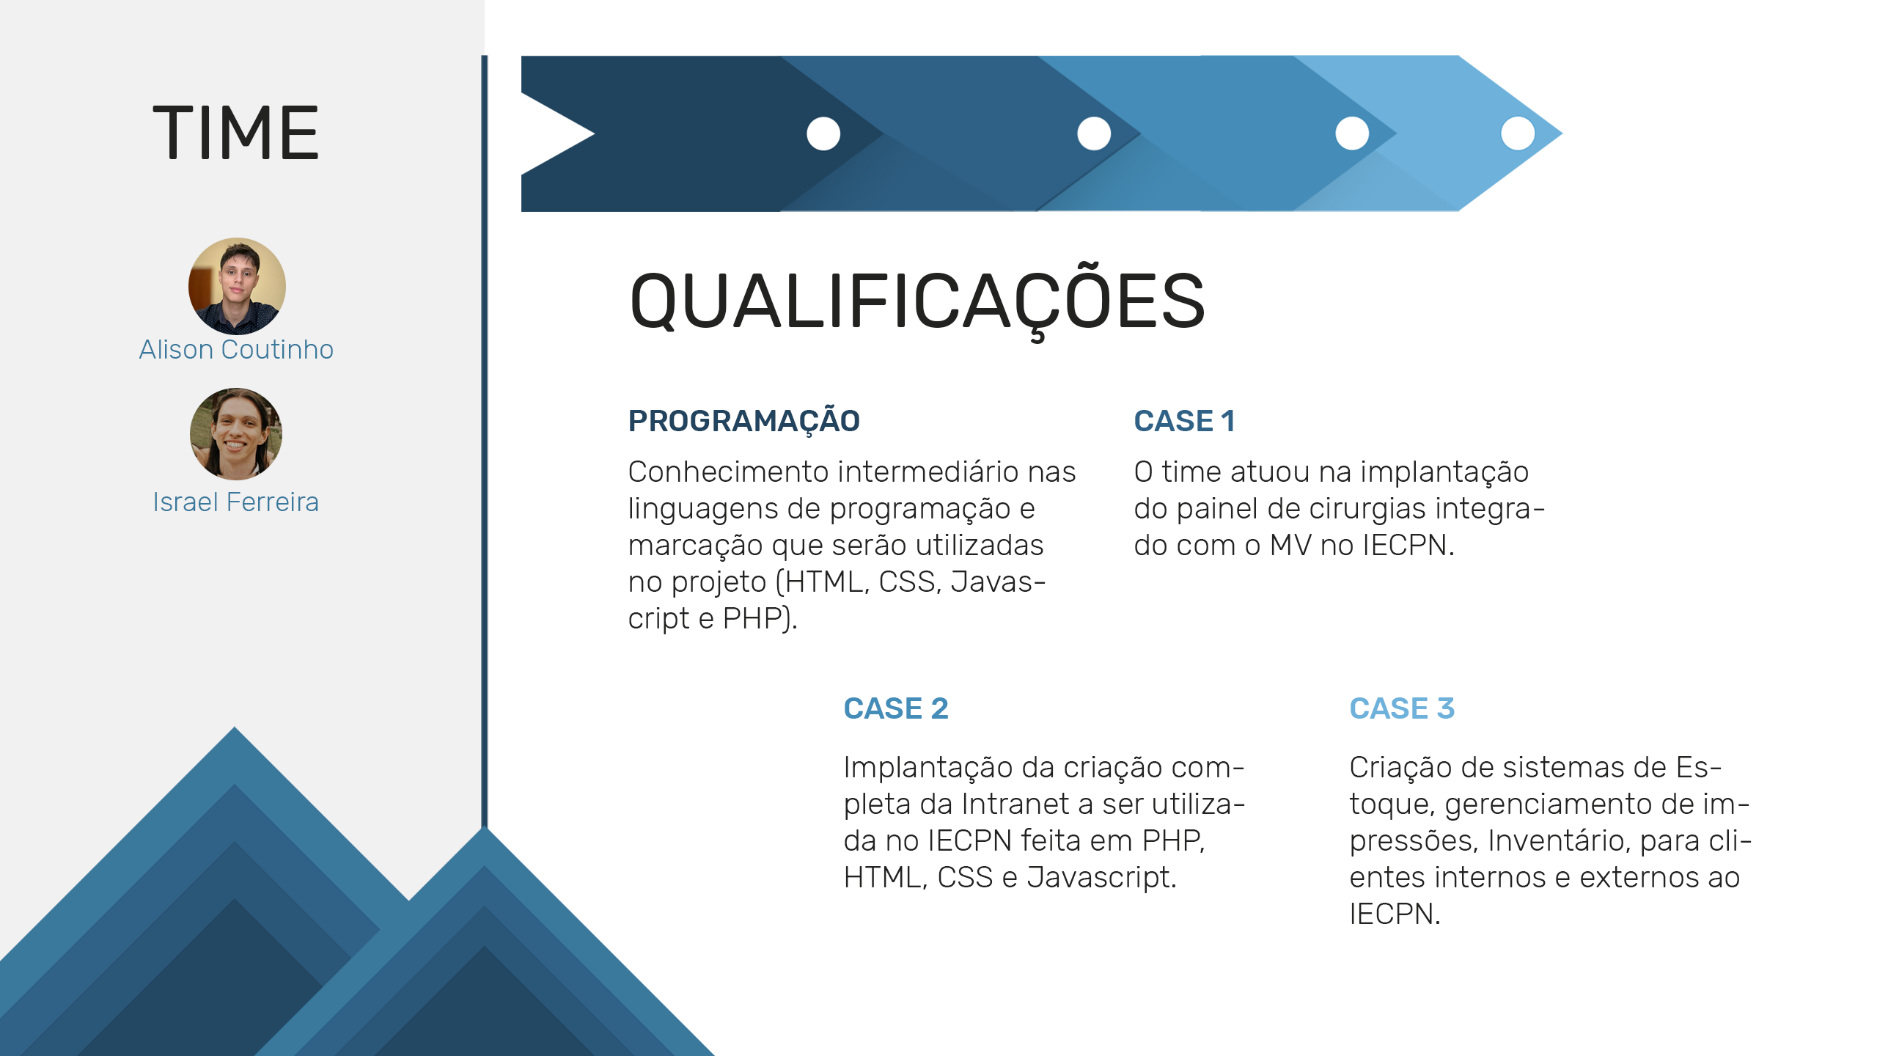 TIME
Alison Coutinho
Israel Ferreira
QUALIFICAÇÕES
PROGRAMAÇÃO
Conhecimento intermediário nas
linguagens de programação e
marcação que serão utilizadas
no projeto (HTML, CSS, Javas-
cript e PHP).
CASE 1
O time atuou na implantação
do painel de cirurgias integra-
do com o MV no IECPN.
CASE 2
Implantação da criação com-
pleta da Intranet a ser utiliza-
da no IECPN feita em PHP,
HTML, CSS e Javascript.
CASE 3
Criação de sistemas de Es-
toque, gerenciamento de im-
pressões, Inventário, para cli-
entes internos e externos ao
IECPN.